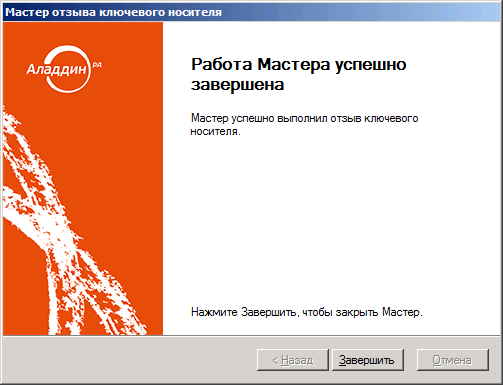 Мастер отзыва ключевого носителя
Аладдин РД
Работа Мастера успешно
завершена
Мастер успешно выполнил отзыв ключевого
носителя.
Нажмите Завершить, чтобы закрыть Мастер.
< Назад
Завершить
Отмена